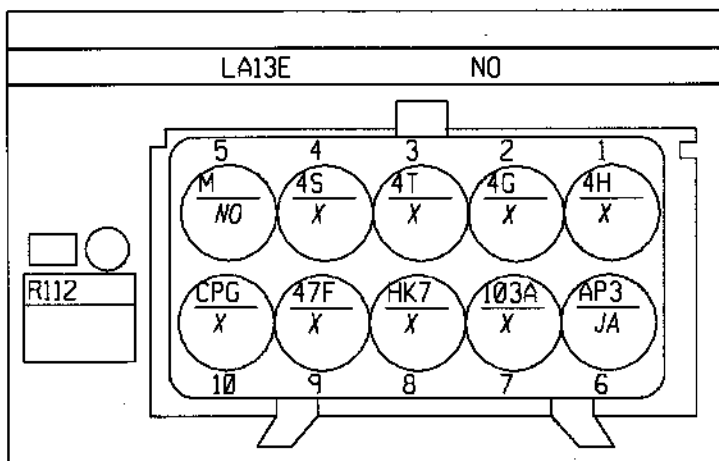 LA13E NO
5 4 3 2 1
M 4S 4T 4G 4H
NO X X X X
R112
CPG 47F HK7 103A AP3
X X X X JA
10 9 8 7 6